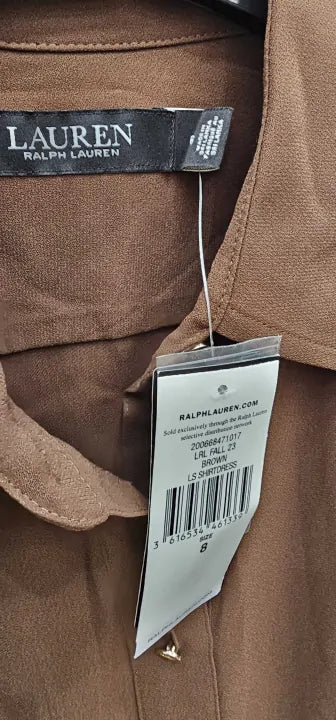 LAUREN
RALPH LAUREN
RALPHLAUREN.COM
Sold exclusively through the Ralph Lauren
selective distribution network
200668471017
LRL FALL 23
BROWN
LS SHIRTDRESS
3 616534 461339
SIZE
8